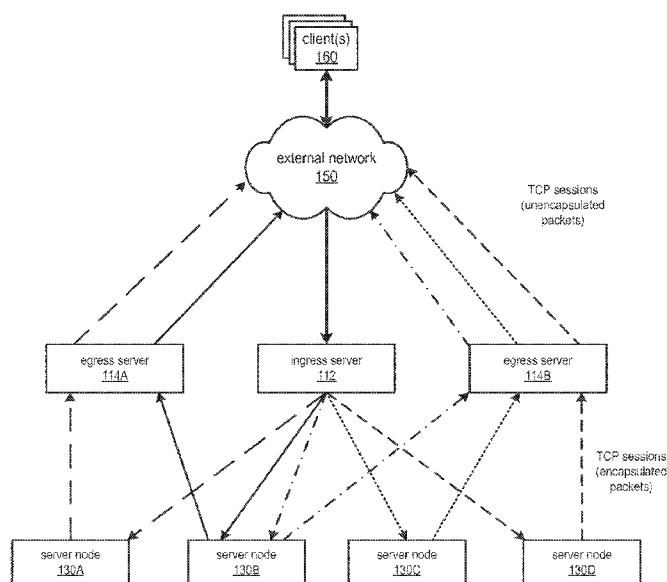 client(s)
160
external network
150
TCP sessions
(unencapsulated
packets)
egress server
114A
ingress server
112
egress server
114B
TCP sessions
(encapsulated
packets)
server node
130A
server node
130B
server node
130C
server node
130D